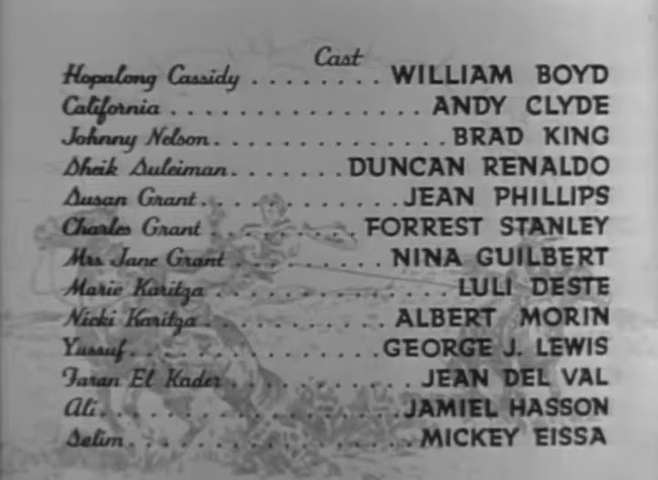 Cast
Hopalong Cassidy . . . . . . . . WILLIAM BOYD
California . . . . . . . . . . . . . . . ANDY CLYDE
Johnny Nelson . . . . . . . . . . . . . . BRAD KING
Sheik Suleiman . . . . . . . DUNCAN RENALDO
Susan Grant . . . . . . . . . . . . JEAN PHILLIPS
Charles Grant . . . . . . . . FORREST STANLEY
Mrs Jane Grant . . . . . . . . . NINA GUILBERT
Marie Karitza . . . . . . . . . . . . . . LULI DESTE
Nicki Karitza . . . . . . . . . . . ALBERT MORIN
Yussuf . . . . . . . . . . . . . . . GEORGE J. LEWIS
Faran El Kader . . . . . . . . . . JEAN DEL VAL
Ali . . . . . . . . . . . . . . . . . JAMIEL HASSON
Selim . . . . . . . . . . . . . . . . MICKEY EISSA